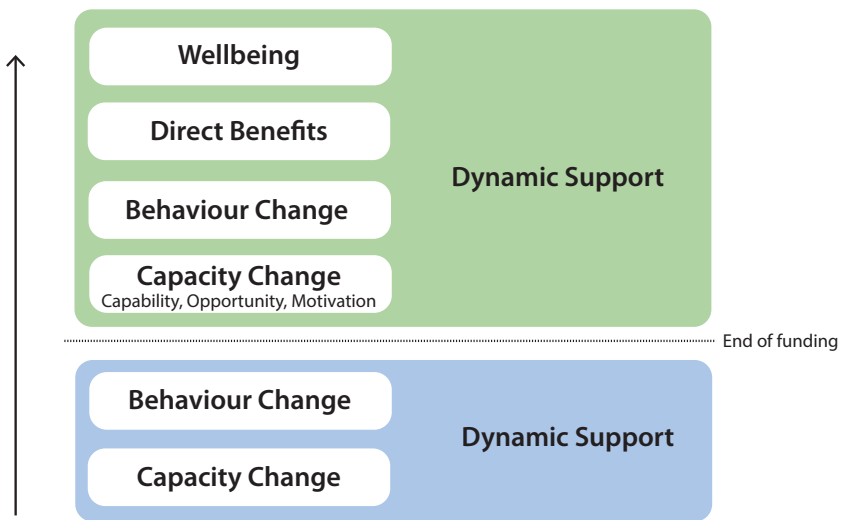 Wellbeing
Direct Benefits
Behaviour Change
Capacity Change
Capability, Opportunity, Motivation
Dynamic Support
End of funding
Behaviour Change
Capacity Change
Dynamic Support